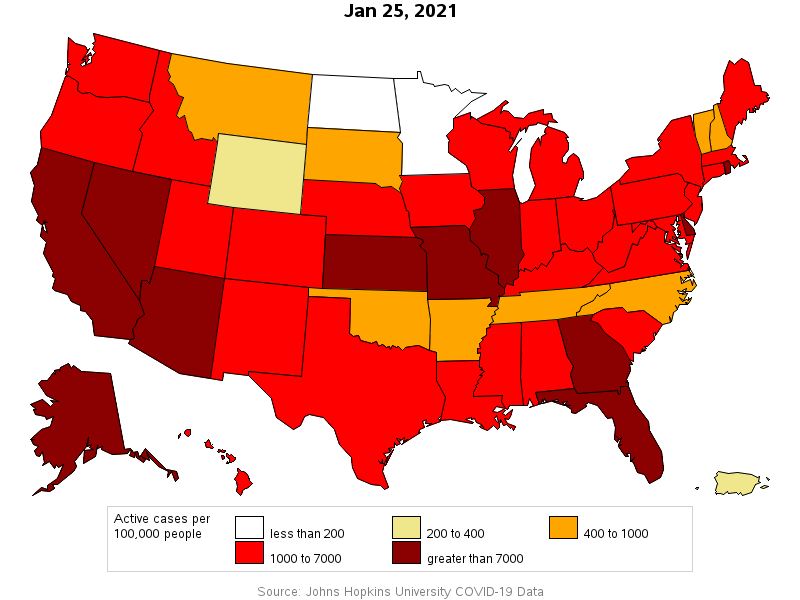 Jan 25, 2021
Active cases per
100,000 people
less than 200
200 to 400
400 to 1000
1000 to 7000
greater than 7000
Source: Johns Hopkins University COVID-19 Data